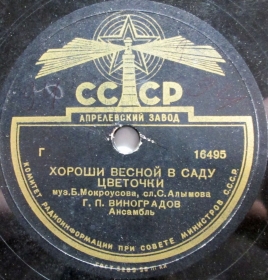 СССР
АПРЕЛЕВСКИЙ ЗАВОД
Г 16495
ХОРОШИ ВЕСНОЙ В САДУ
ЦВЕТОЧКИ
муз.Б.Мокроусова, сл.С.Алымова
Г. П. ВИНОГРАДОВ
Ансамбль
КОМИТЕТ РАДИОИНФОРМАЦИИ ПРИ СОВЕТЕ МИНИСТРОВ С.С.С.Р.